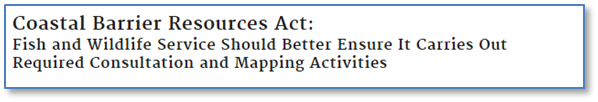 Coastal Barrier Resources Act:
Fish and Wildlife Service Should Better Ensure It Carries Out
Required Consultation and Mapping Activities